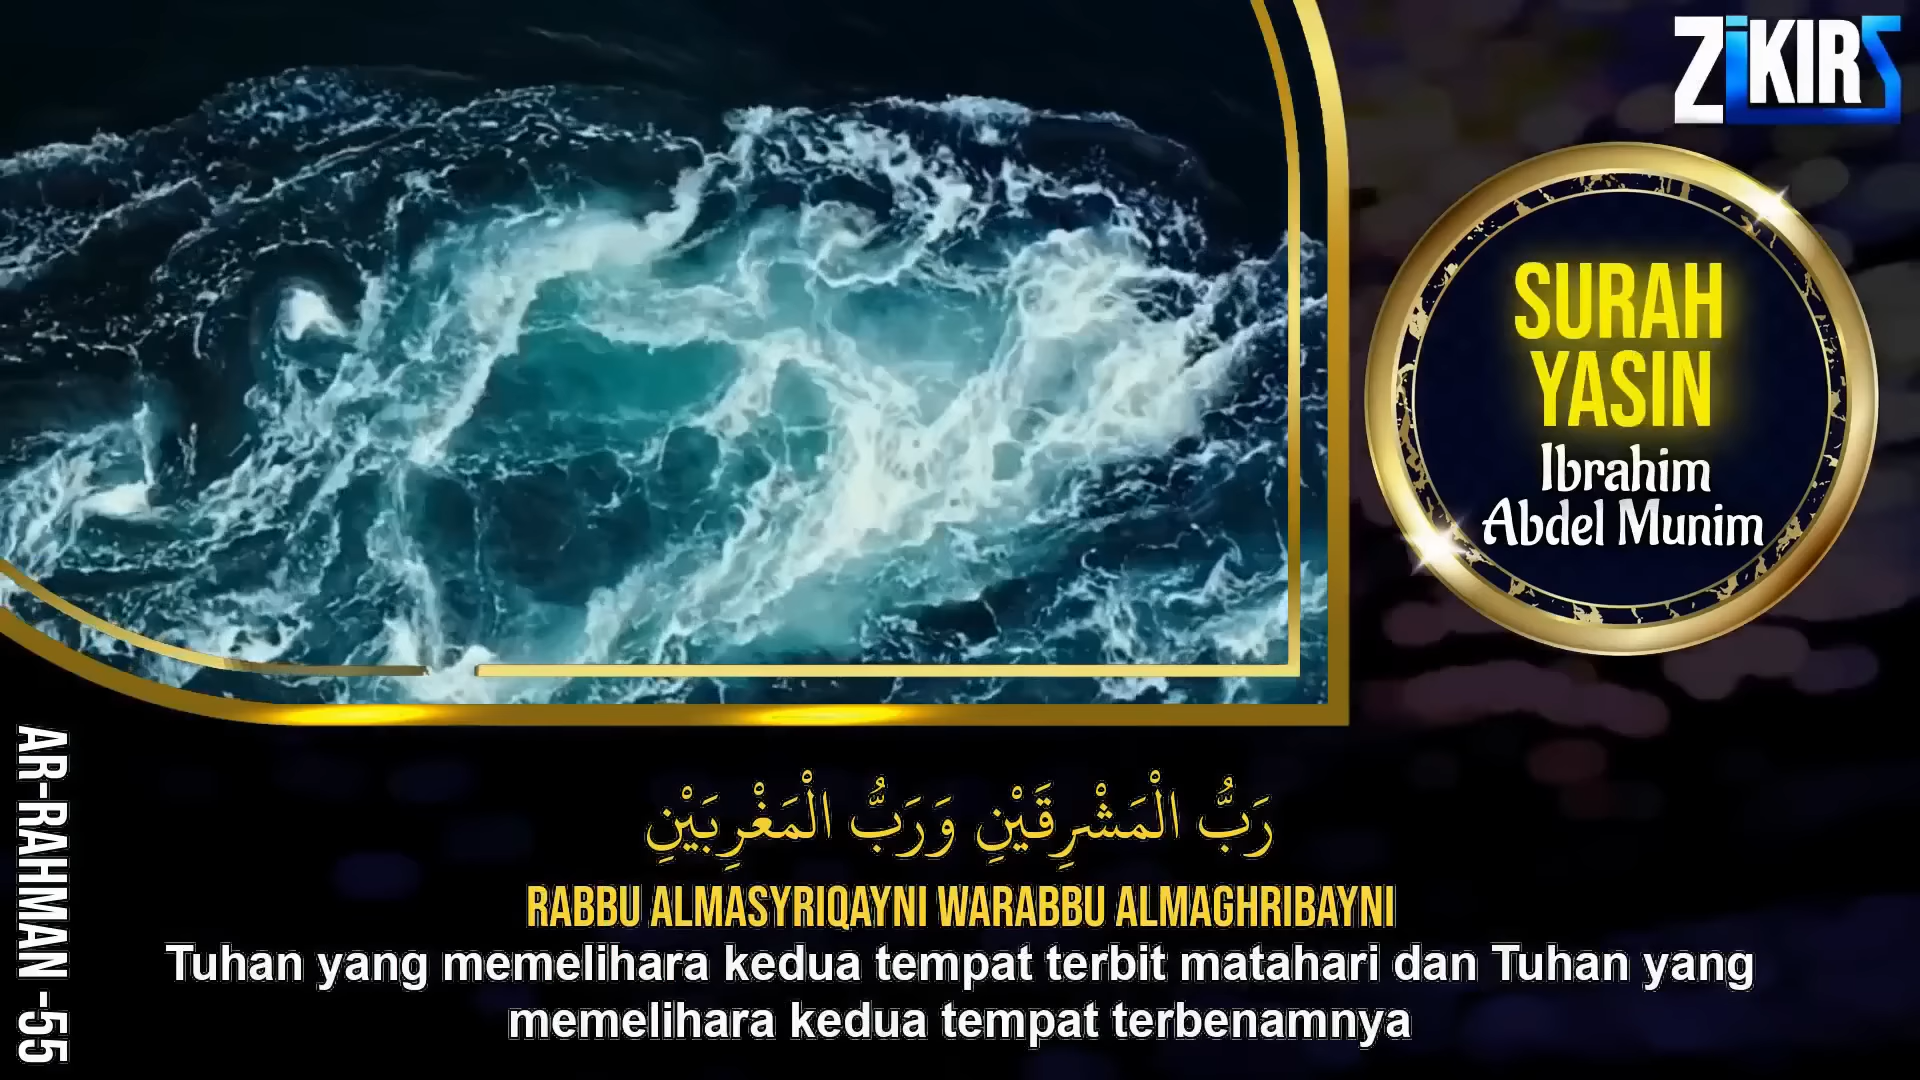 ZiKIRS
SURAH
YASIN
Ibrahim
Abdel Munim
رَبُّ الْمَشْرِقَيْنِ وَرَبُّ الْمَغْرِبَيْنِ
RABBU ALMASYRIQAYNI WARABBU ALMAGHRIBAYNI
Tuhan yang memelihara kedua tempat terbit matahari dan Tuhan yang
memelihara kedua tempat terbenamnya
AR-RAHMAN -55